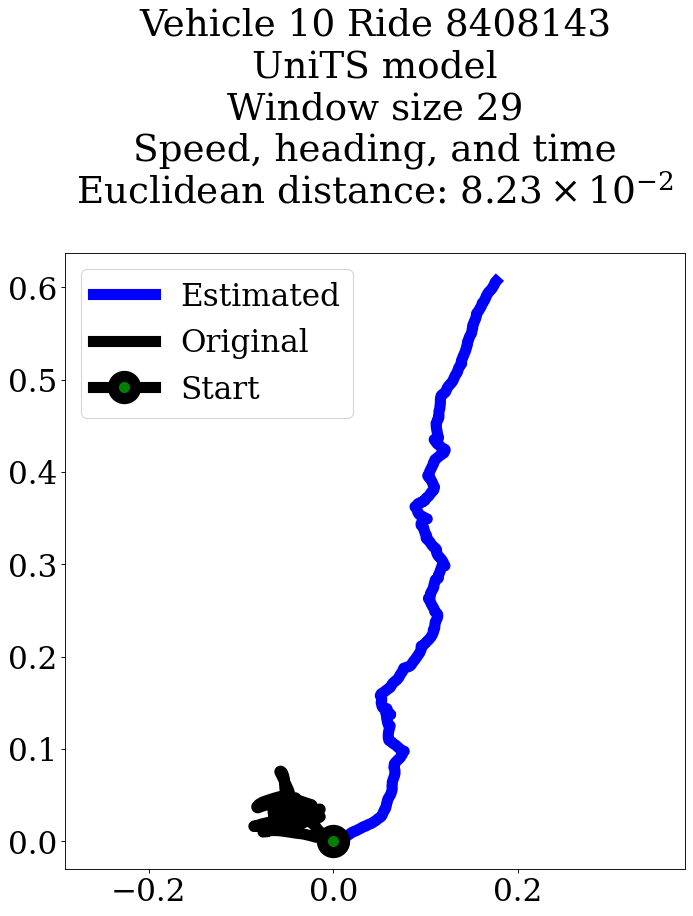 Vehicle 10 Ride 8408143
UniTS model
Window size 29
Speed, heading, and time
Euclidean distance: 8.23 × 10⁻²
Estimated
Original
Start
0.6
0.5
0.4
0.3
0.2
0.1
0.0
−0.2 0.0 0.2